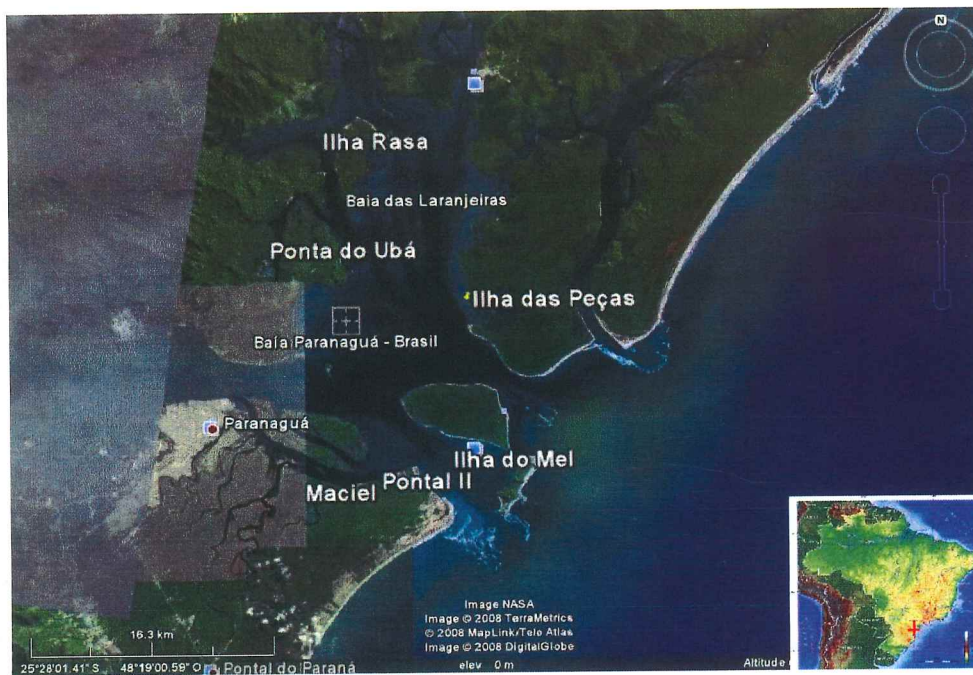 N
Ilha Rasa
Baia das Laranjeiras
Ponta do Ubá
Ilha das Peças
Baía Paranaguá - Brasil
Paranaguá
Ilha do Mel
Pontal II
Maciel
Image NASA
Image © 2008 TerraMetrics
© 2008 MapLink/Tele Atlas
Image © 2008 DigitalGlobe
16.3 km
25°28'01.41" S 48°19'00.59" O
Pontal do Paraná
elev 0 m
Altitude